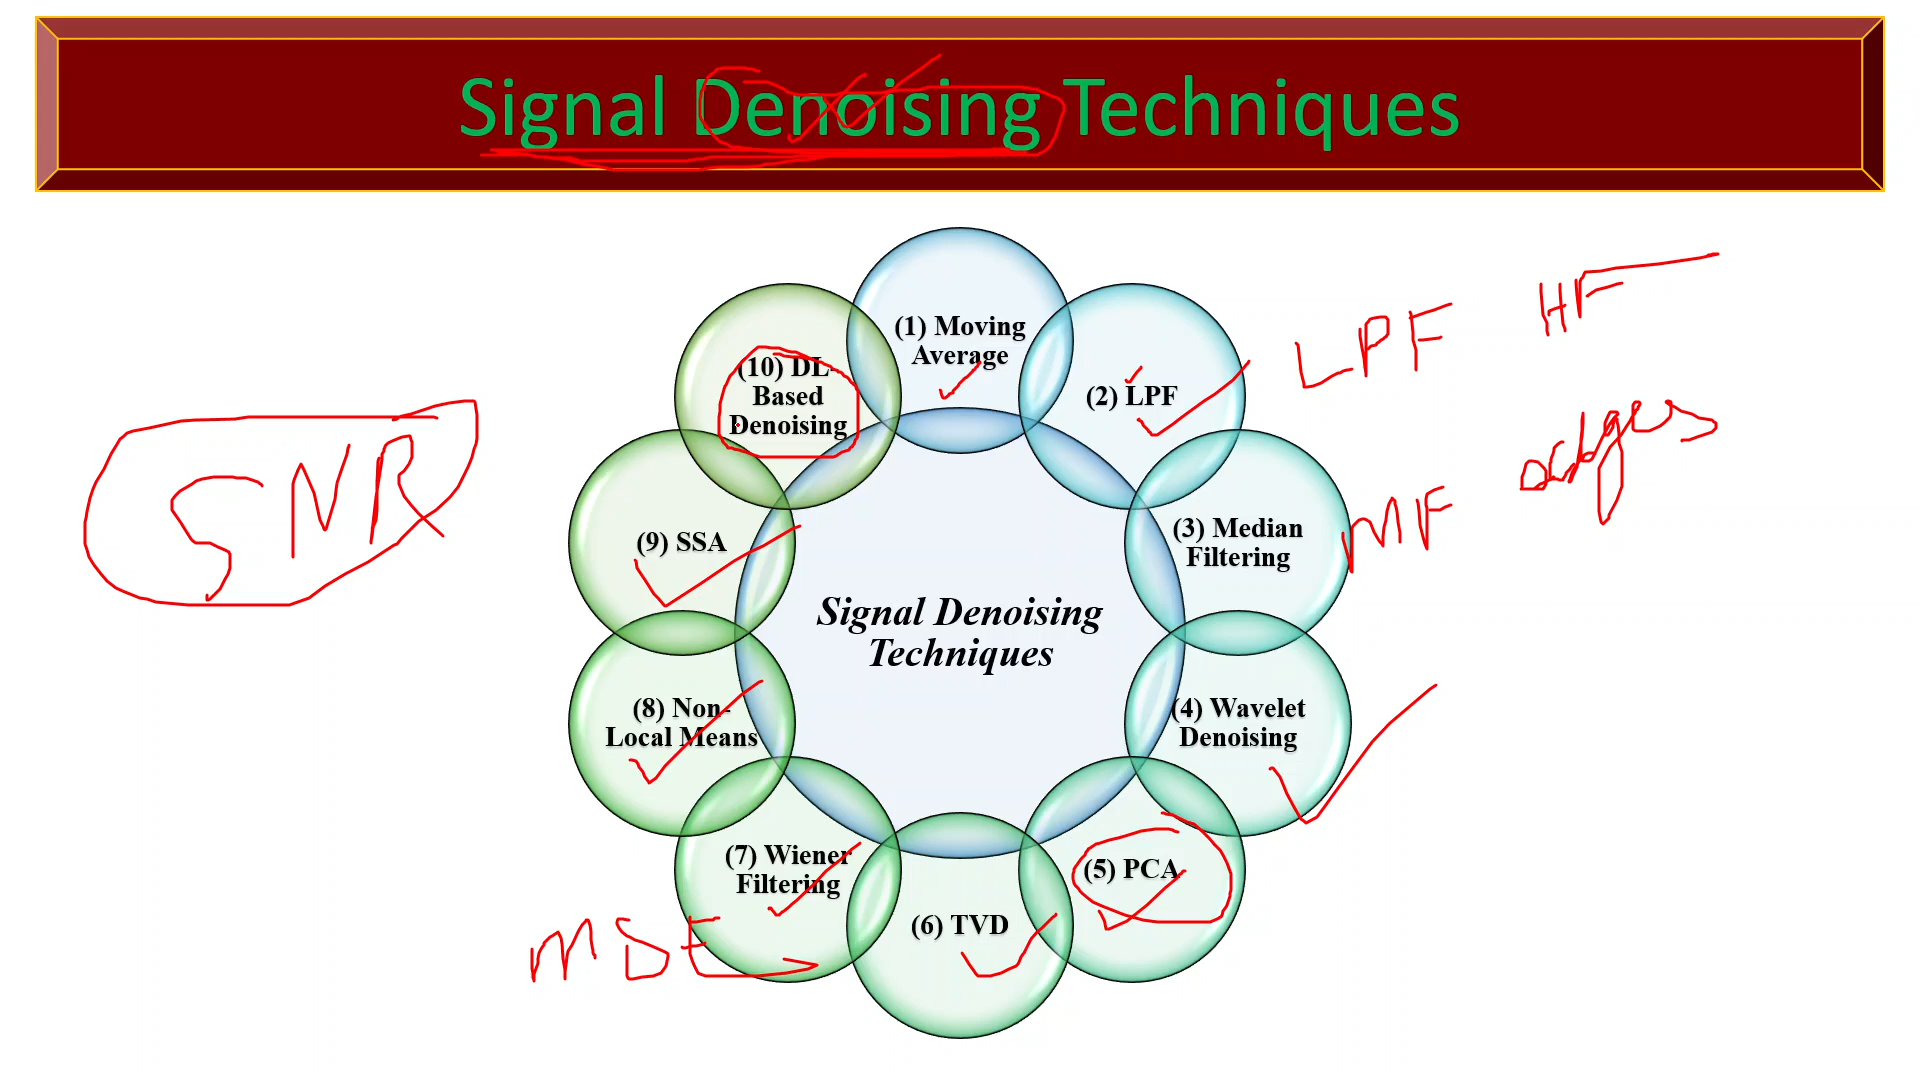 Signal Denoising Techniques
(1) Moving
Average
(2) LPF
(3) Median
Filtering
(4) Wavelet
Denoising
(5) PCA
(6) TVD
(7) Wiener
Filtering
(8) Non-
Local Means
(9) SSA
(10) DL-
Based
Denoising
Signal Denoising
Techniques
SNR
LPF HF
MF edges
MSE